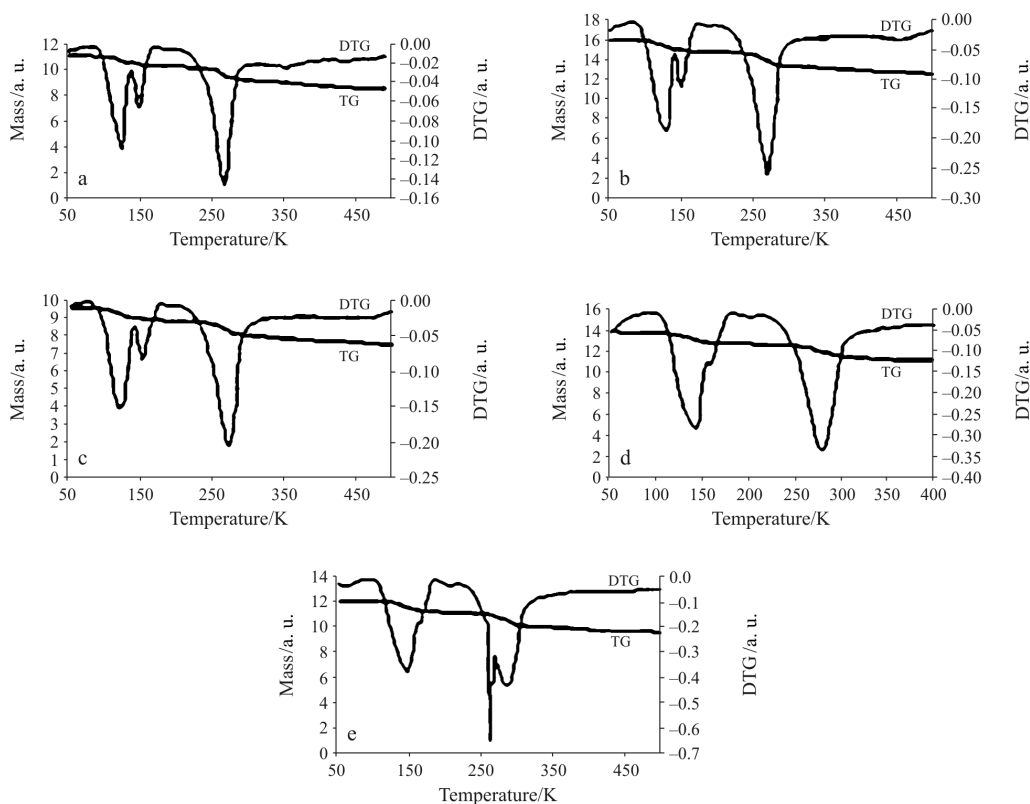 Mass/a. u.
12
10
8
6
4
2
0
DTG
TG
a
0.00
–0.02
–0.04
–0.06
–0.08
–0.10
–0.12
–0.14
–0.16
DTG/a. u.
50 150 250 350 450
Temperature/K
Mass/a. u.
18
16
14
12
10
8
6
4
2
0
DTG
TG
b
0.00
–0.05
–0.10
–0.15
–0.20
–0.25
–0.30
DTG/a. u.
50 150 250 350 450
Temperature/K
Mass/a. u.
10
9
8
7
6
5
4
3
2
1
0
DTG
TG
c
0.00
–0.05
–0.10
–0.15
–0.20
–0.25
DTG/a. u.
50 150 250 350 450
Temperature/K
Mass/a. u.
16
14
12
10
8
6
4
2
0
DTG
TG
d
0.00
–0.05
–0.10
–0.15
–0.20
–0.25
–0.30
–0.35
–0.40
DTG/a. u.
50 100 150 200 250 300 350 400
Temperature/K
Mass/a. u.
14
12
10
8
6
4
2
0
DTG
TG
e
0.0
–0.1
–0.2
–0.3
–0.4
–0.5
–0.6
–0.7
DTG/a. u.
50 150 250 350 450
Temperature/K